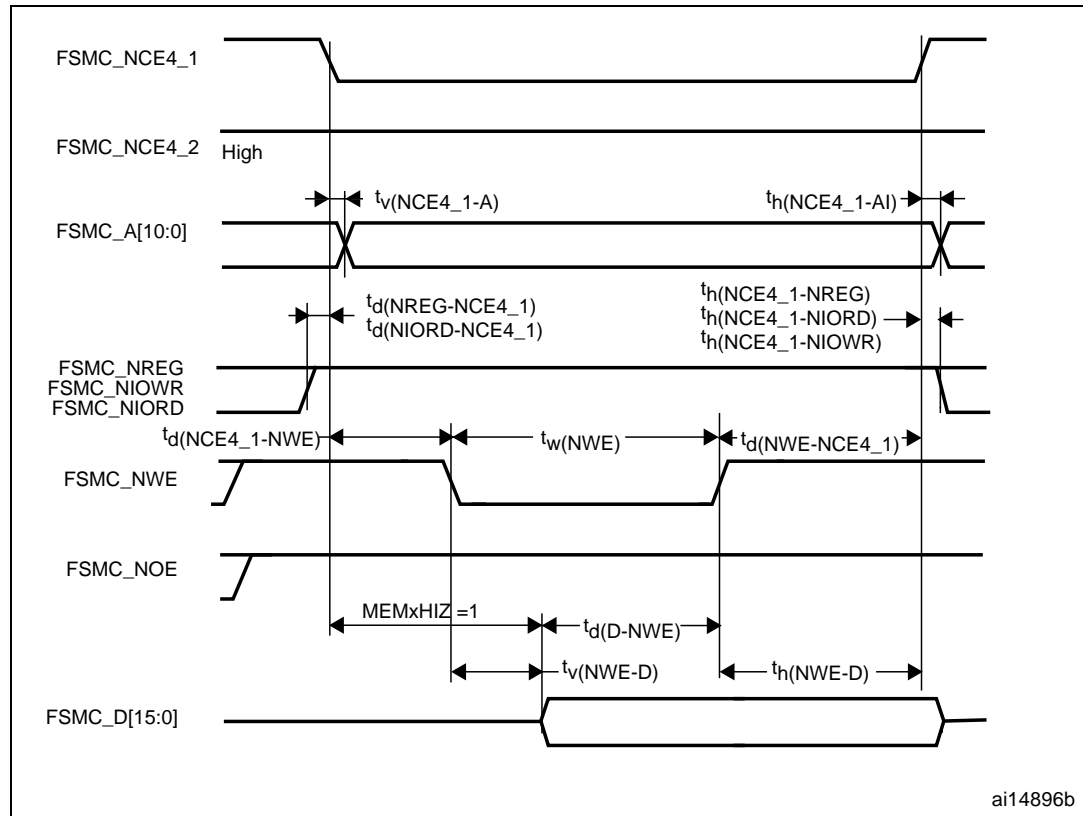 FSMC_NCE4_1
FSMC_NCE4_2 High
tv(NCE4_1-A) th(NCE4_1-AI)
FSMC_A[10:0]
td(NREG-NCE4_1) th(NCE4_1-NREG)
td(NIORD-NCE4_1) th(NCE4_1-NIORD)
th(NCE4_1-NIOWR)
FSMC_NREG
FSMC_NIOWR
FSMC_NIORD
td(NCE4_1-NWE) tw(NWE) td(NWE-NCE4_1)
FSMC_NWE
FSMC_NOE
MEMxHIZ =1 td(D-NWE)
tv(NWE-D) th(NWE-D)
FSMC_D[15:0]
ai14896b